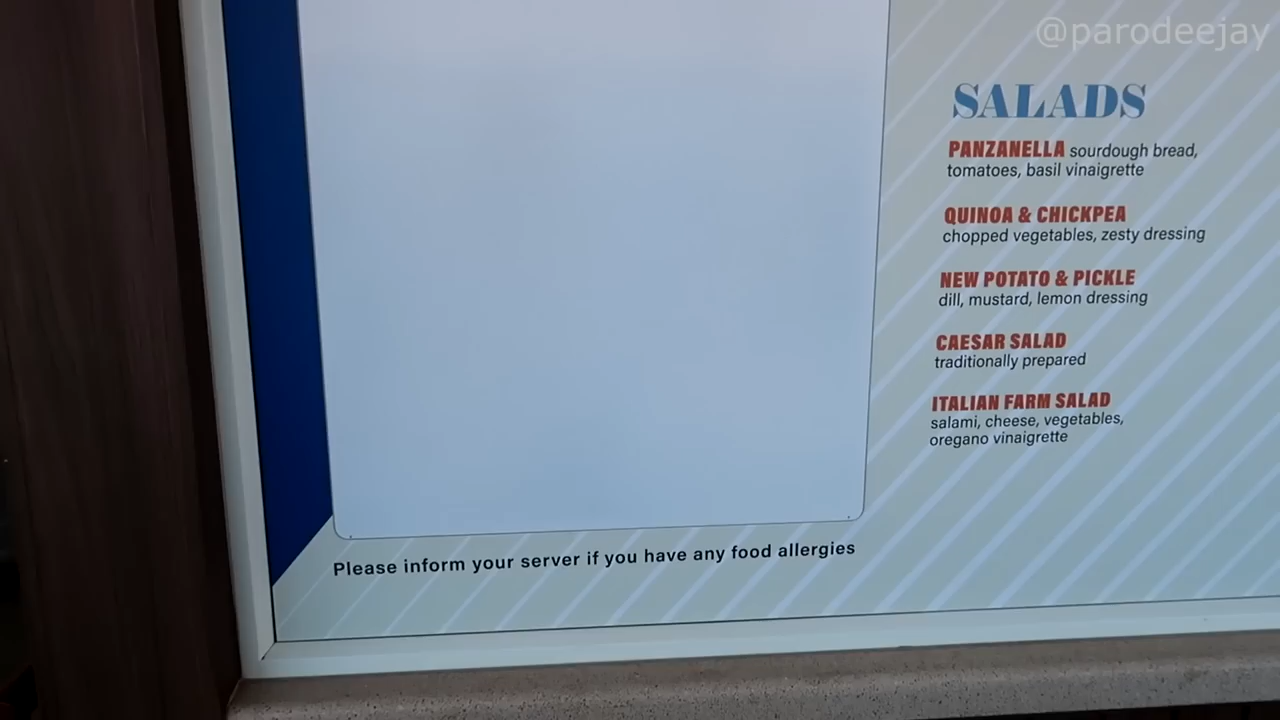 @parodeejay
SALADS
PANZANELLA sourdough bread,
tomatoes, basil vinaigrette
QUINOA & CHICKPEA
chopped vegetables, zesty dressing
NEW POTATO & PICKLE
dill, mustard, lemon dressing
CAESAR SALAD
traditionally prepared
ITALIAN FARM SALAD
salami, cheese, vegetables,
oregano vinaigrette
Please inform your server if you have any food allergies